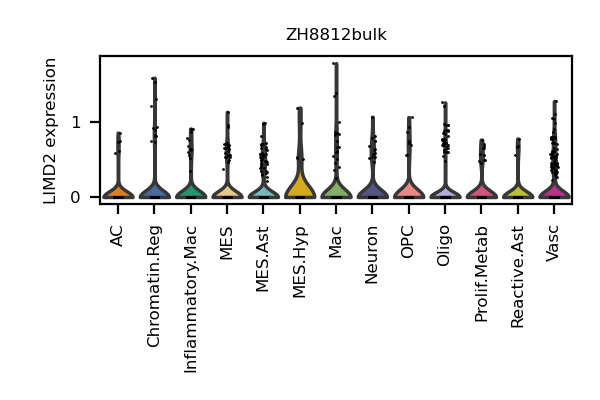 ZH8812bulk
LIMD2 expression
1
0
AC
Chromatin.Reg
Inflammatory.Mac
MES
MES.Ast
MES.Hyp
Mac
Neuron
OPC
Oligo
Prolif.Metab
Reactive.Ast
Vasc